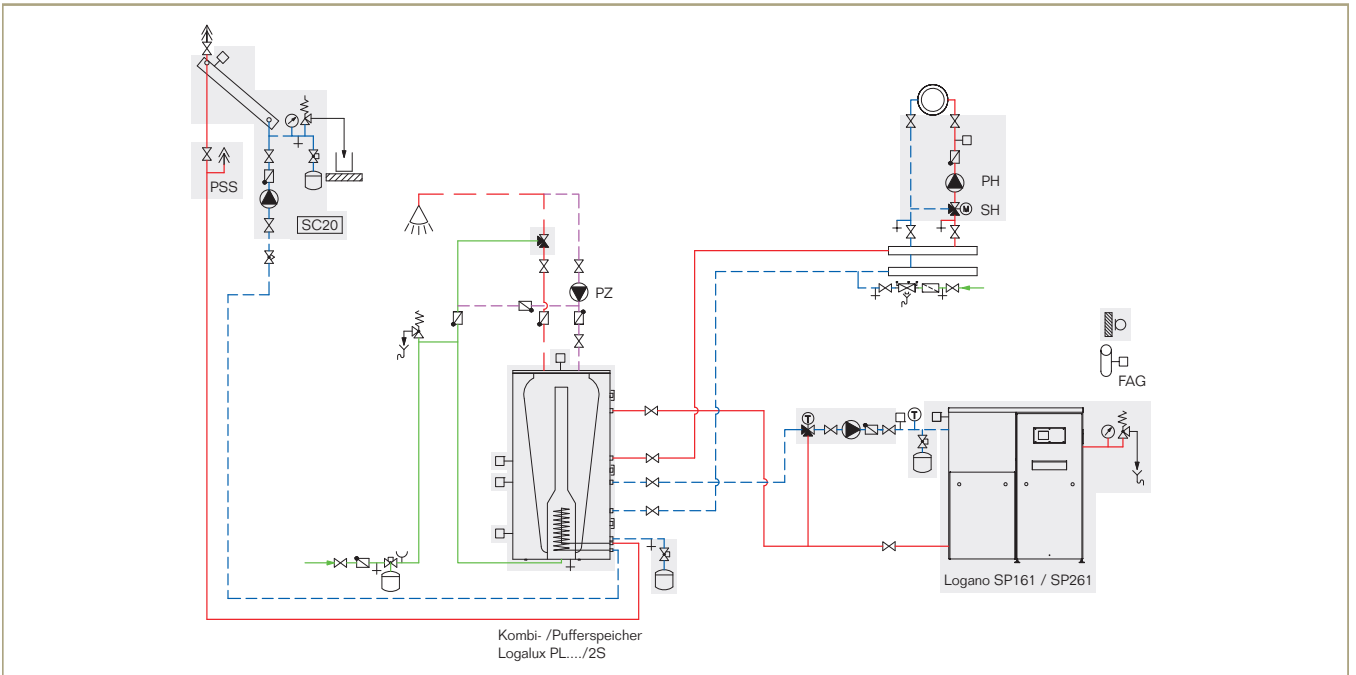 PSS
SC20
PZ
PH
SH
M
T
T
FAG
Logano SP161 / SP261
Kombi- /Pufferspeicher
Logalux PL..../2S